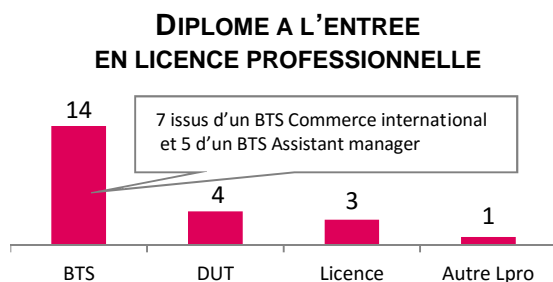 DIPLOME A L'ENTREE
EN LICENCE PROFESSIONNELLE
14
7 issus d'un BTS Commerce international
et 5 d'un BTS Assistant manager
4
3
1
BTS
DUT
Licence
Autre Lpro